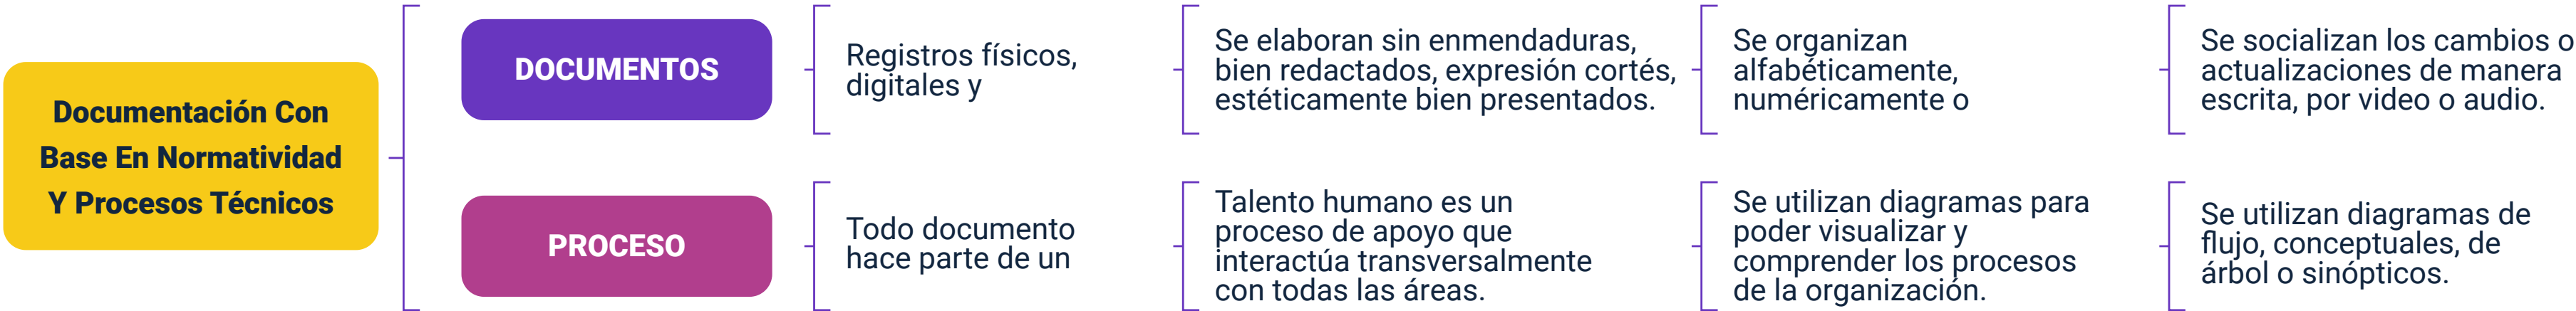 Documentación Con
Base En Normatividad
Y Procesos Técnicos
DOCUMENTOS
Registros físicos,
digitales y
Se elaboran sin enmendaduras,
bien redactados, expresión cortés,
estéticamente bien presentados.
Se organizan
alfabéticamente,
numéricamente o
Se socializan los cambios o
actualizaciones de manera
escrita, por video o audio.
PROCESO
Todo documento
hace parte de un
Talento humano es un
proceso de apoyo que
interactúa transversalmente
con todas las áreas.
Se utilizan diagramas para
poder visualizar y
comprender los procesos
de la organización.
Se utilizan diagramas de
flujo, conceptuales, de
árbol o sinópticos.